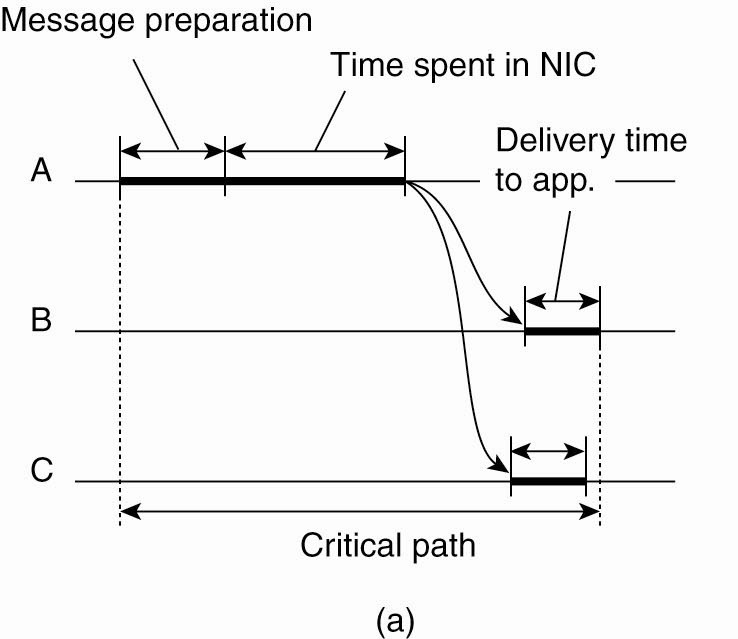 Message preparation
Time spent in NIC
Delivery time
to app.
A
B
C
Critical path
(a)